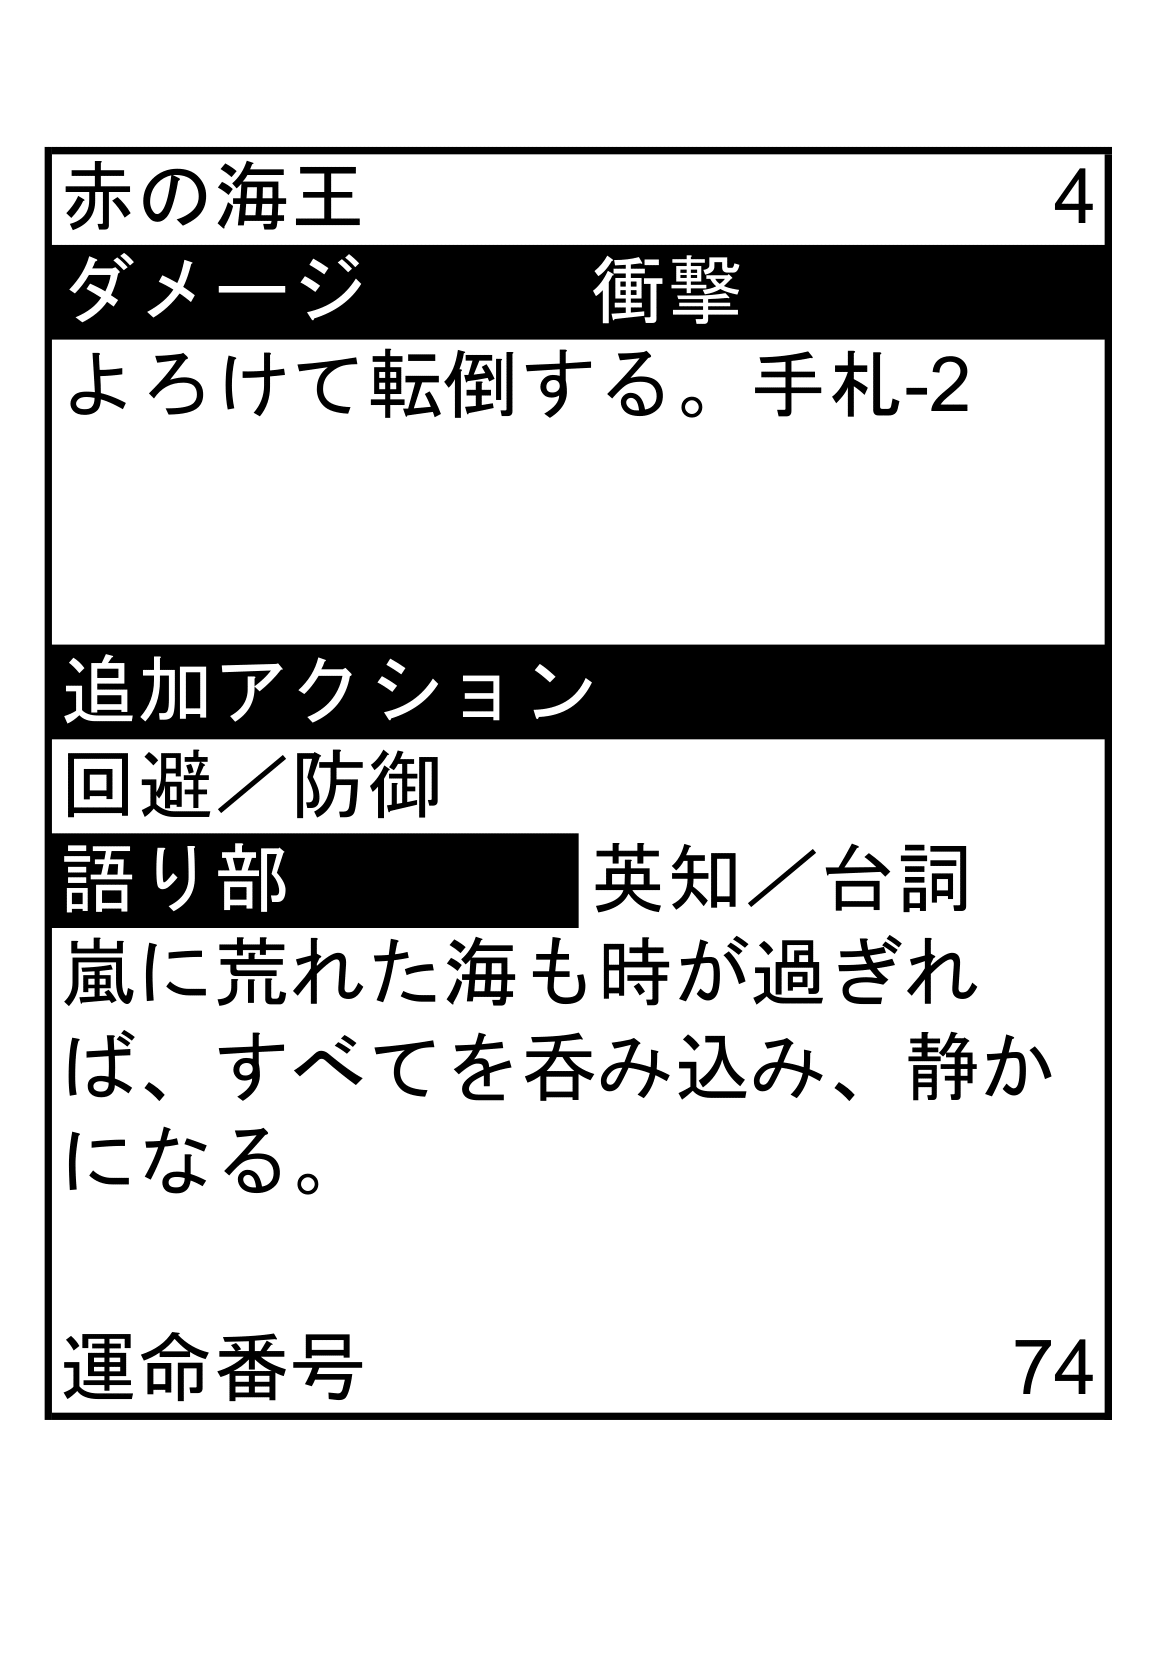 赤の海王 4
ダメージ 衝撃
よろけて転倒する。手札-2
追加アクション
回避／防御
語り部 英知／台詞
嵐に荒れた海も時が過ぎれ
ば、すべてを呑み込み、静か
になる。
運命番号 74